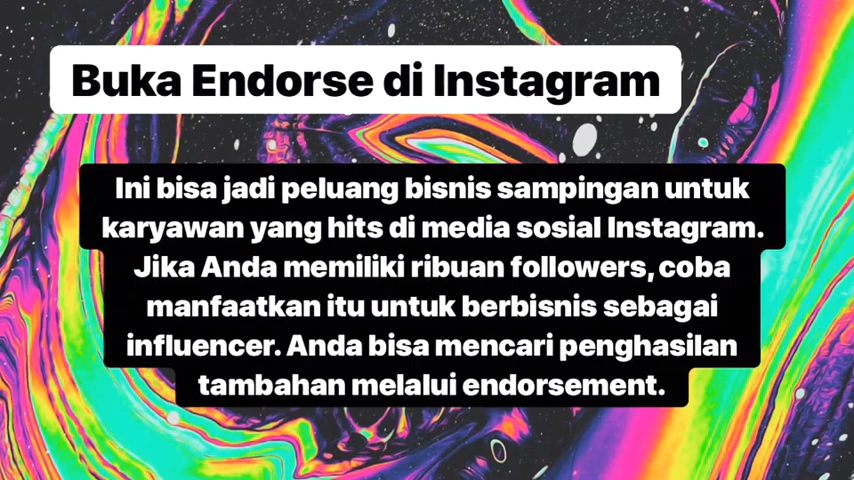 Buka Endorse di Instagram
Ini bisa jadi peluang bisnis sampingan untuk
karyawan yang hits di media sosial Instagram.
Jika Anda memiliki ribuan followers, coba
manfaatkan itu untuk berbisnis sebagai
influencer. Anda bisa mencari penghasilan
tambahan melalui endorsement.